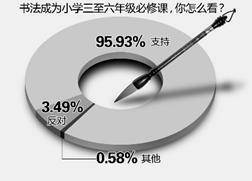 书法成为小学三至六年级必修课,你怎么看?
95.93% 支持
3.49%
反对
0.58% 其他